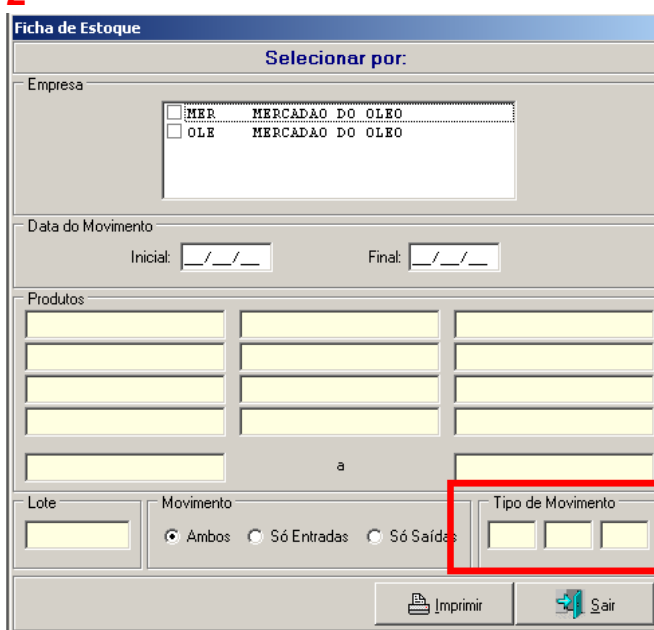 Ficha de Estoque
Selecionar por:
Empresa
MER MERCADAO DO OLEO
OLE MERCADAO DO OLEO
Data do Movimento
Inicial: __/__/__ Final: __/__/__
Produtos
a
Lote Movimento Tipo de Movimento
Ambos Só Entradas Só Saídas
Imprimir Sair